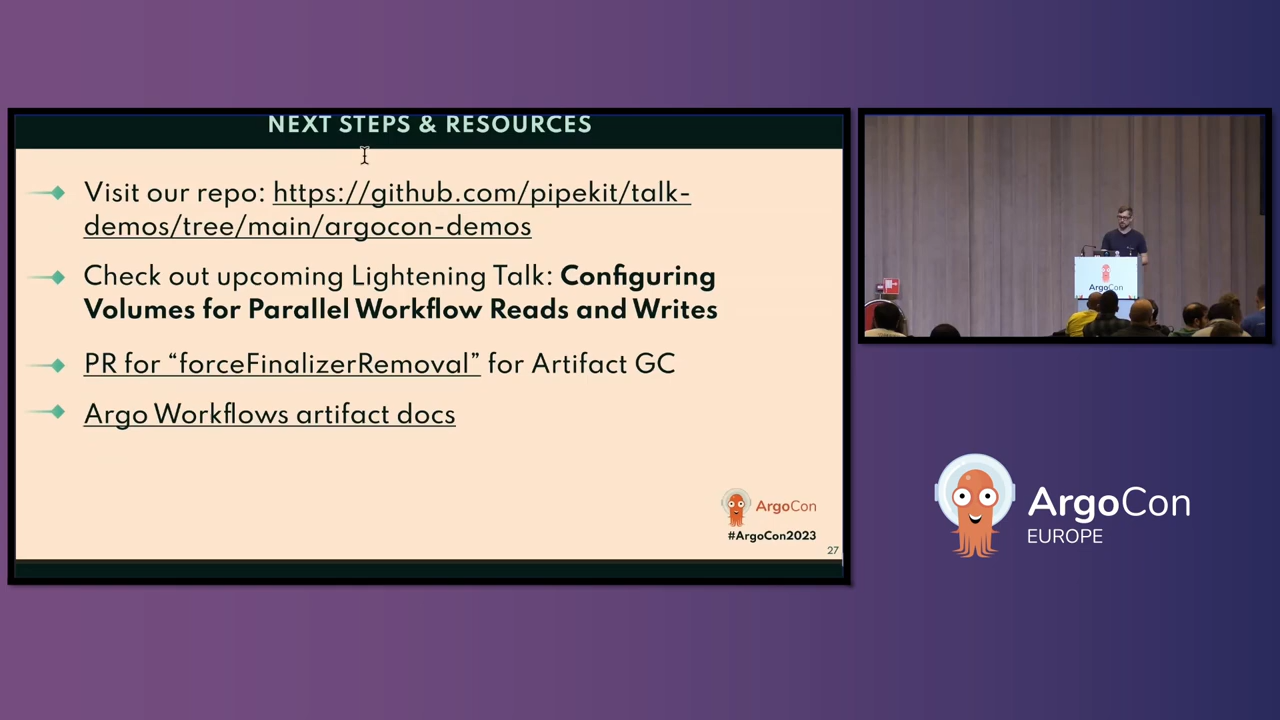 NEXT STEPS & RESOURCES
Visit our repo: https://github.com/pipekit/talk-
demos/tree/main/argocon-demos
Check out upcoming Lightening Talk: Configuring
Volumes for Parallel Workflow Reads and Writes
PR for “forceFinalizerRemoval” for Artifact GC
Argo Workflows artifact docs
ArgoCon
#ArgoCon2023
27
ArgoCon
ArgoCon
EUROPE